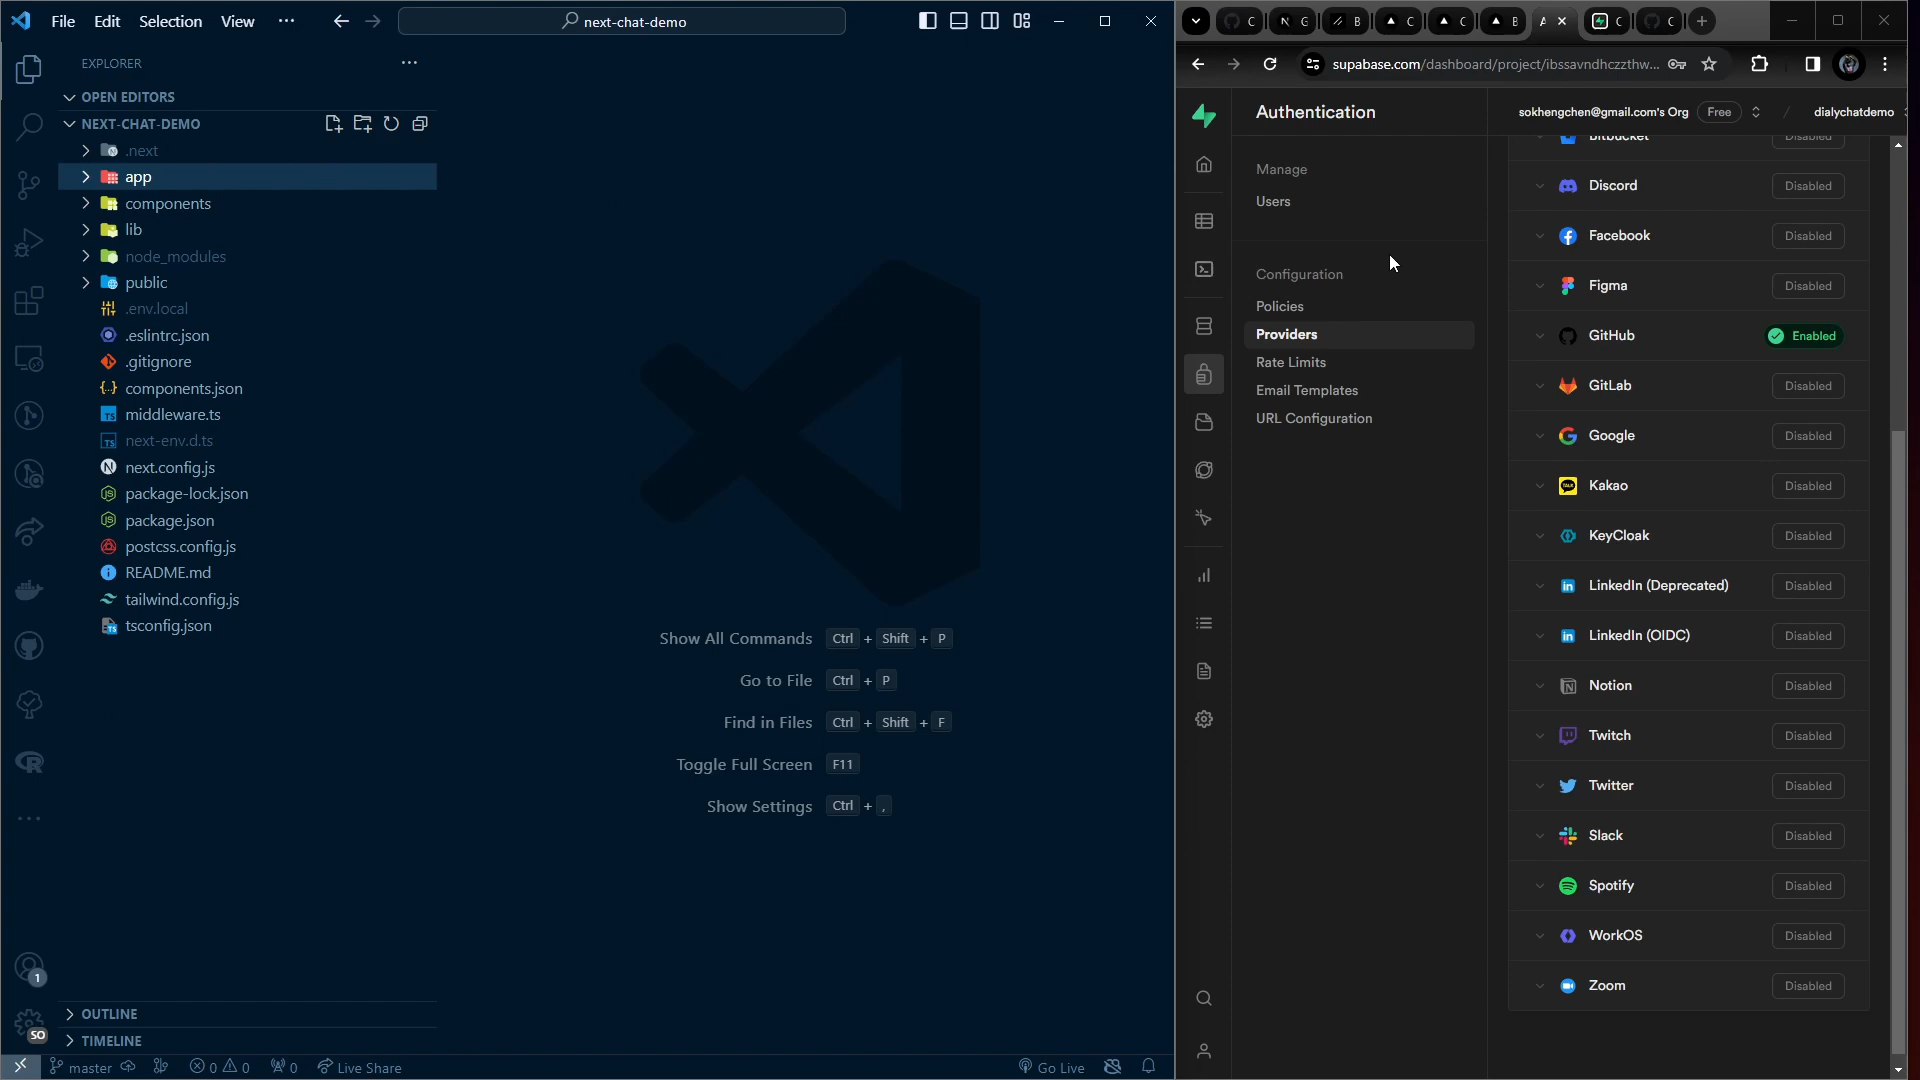 File Edit Selection View ···
next-chat-demo
EXPLORER
OPEN EDITORS
NEXT-CHAT-DEMO
.next
app
components
lib
node_modules
public
.env.local
.eslintrc.json
.gitignore
components.json
middleware.ts
next-env.d.ts
next.config.js
package-lock.json
package.json
postcss.config.js
README.md
tailwind.config.js
tsconfig.json
OUTLINE
TIMELINE
1
SO
master
0 0 0
Live Share
Go Live
Show All Commands Ctrl + Shift + P
Go to File Ctrl + P
Find in Files Ctrl + Shift + F
Toggle Full Screen F11
Show Settings Ctrl + ,
C G B C C B A C C
supabase.com/dashboard/project/ibssavndhczzthw...
Authentication
sokhengchen@gmail.com's Org Free / dialychatdemo
Manage
Users
Configuration
Policies
Providers
Rate Limits
Email Templates
URL Configuration
Bitbucket Disabled
Discord Disabled
Facebook Disabled
Figma Disabled
GitHub Enabled
GitLab Disabled
Google Disabled
Kakao Disabled
KeyCloak Disabled
LinkedIn (Deprecated) Disabled
LinkedIn (OIDC) Disabled
Notion Disabled
Twitch Disabled
Twitter Disabled
Slack Disabled
Spotify Disabled
WorkOS Disabled
Zoom Disabled